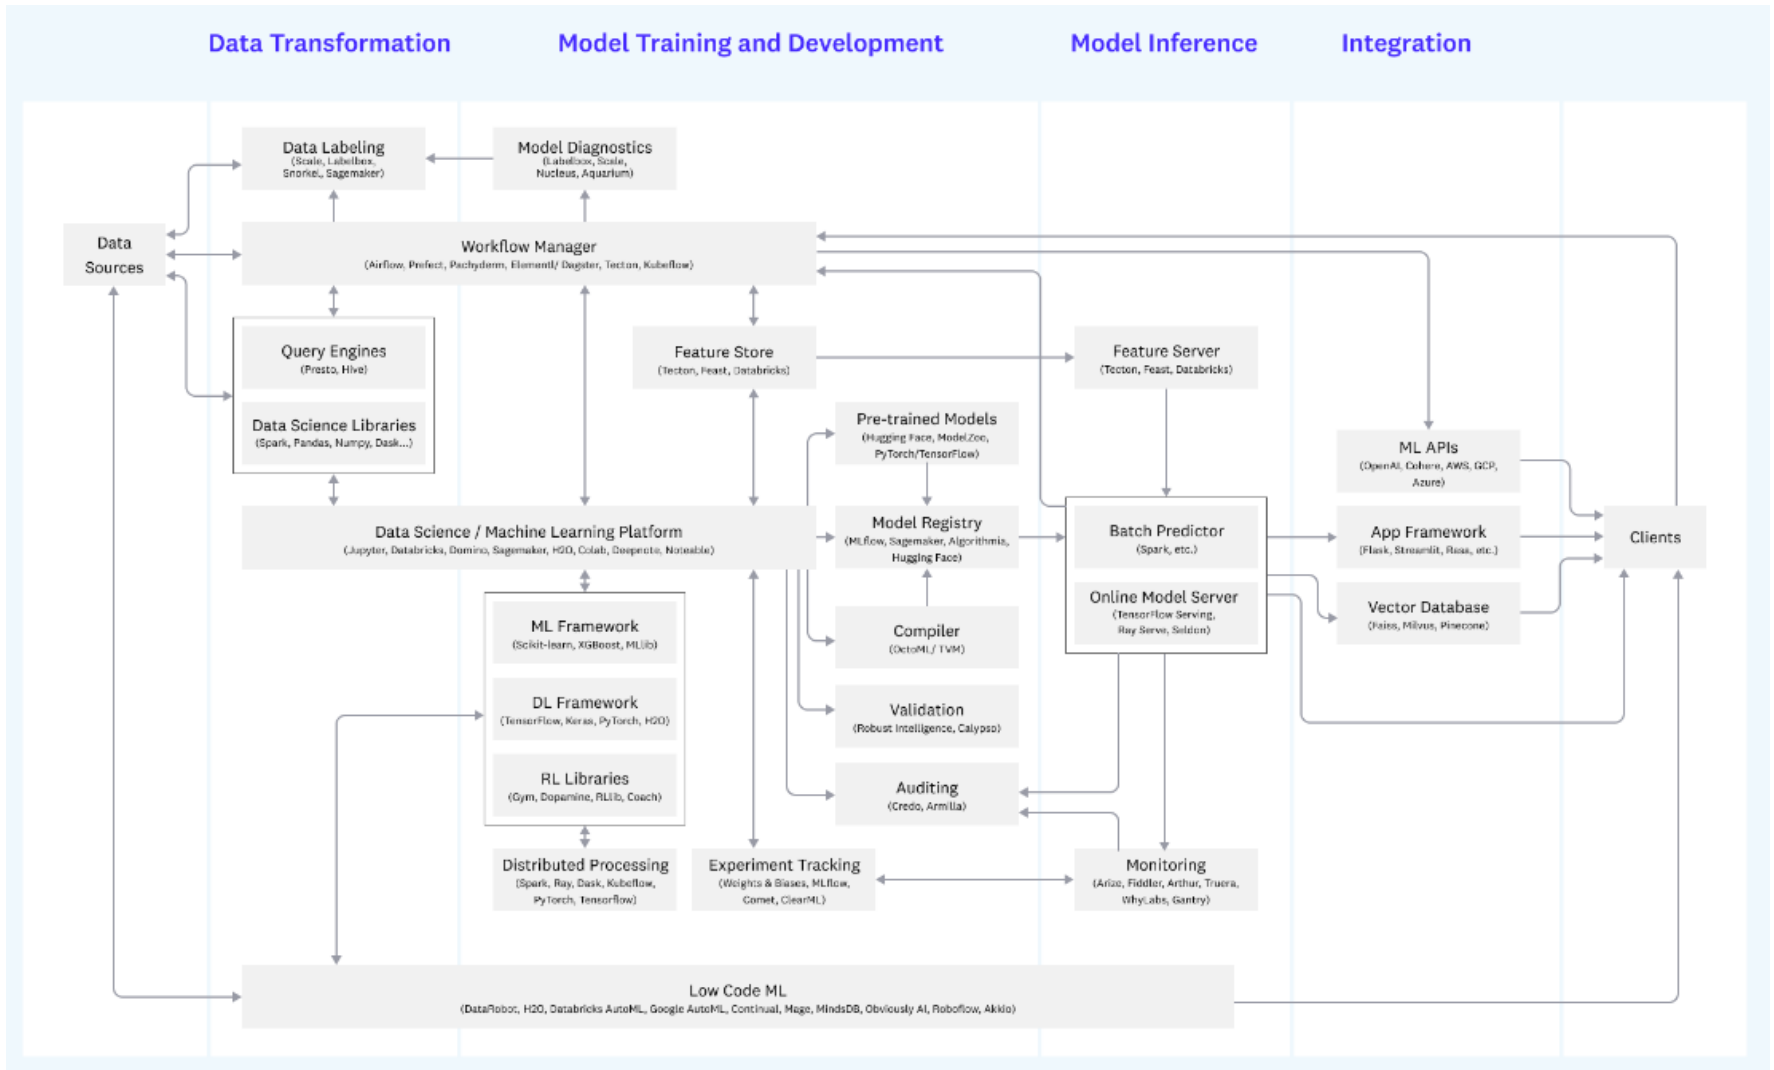 Data Transformation
Model Training and Development
Model Inference
Integration
Data Labeling
(Scale, Labelbox,
Snorkel, Sagemaker)
Model Diagnostics
(Labelbox, Scale,
Nucleus, Aquarium)
Data
Sources
Workflow Manager
(Airflow, Prefect, Pachyderm, Elementl/ Dagster, Tecton, Kubeflow)
Query Engines
(Presto, Hive)
Feature Store
(Tecton, Feast, Databricks)
Feature Server
(Tecton, Feast, Databricks)
Data Science Libraries
(Spark, Pandas, Numpy, Dask...)
Pre-trained Models
(Hugging Face, ModelZoo,
PyTorch/TensorFlow)
ML APIs
(OpenAI, Cohere, AWS, GCP,
Azure)
Data Science / Machine Learning Platform
(Jupyter, Databricks, Domino, Sagemaker, H2O, Colab, Deepnote, Noteable)
Model Registry
(MLflow, Sagemaker, Algorithmia,
Hugging Face)
Batch Predictor
(Spark, etc.)
App Framework
(Flask, Streamlit, Rasa, etc.)
Clients
ML Framework
(Scikit-learn, XGBoost, MLlib)
Compiler
(OctoML/ TVM)
Online Model Server
(TensorFlow Serving,
Ray Serve, Seldon)
Vector Database
(Faiss, Milvus, Pinecone)
DL Framework
(TensorFlow, Keras, PyTorch, H2O)
Validation
(Robust Intelligence, Calypso)
RL Libraries
(Gym, Dopamine, RLlib, Coach)
Auditing
(Credo, Armilla)
Distributed Processing
(Spark, Ray, Dask, Kubeflow,
PyTorch, Tensorflow)
Experiment Tracking
(Weights & Biases, MLflow,
Comet, ClearML)
Monitoring
(Arize, Fiddler, Arthur, Truera,
WhyLabs, Gantry)
Low Code ML
(DataRobot, H2O, Databricks AutoML, Google AutoML, Continual, Mage, MindsDB, Obviously AI, Roboflow, Akkio)